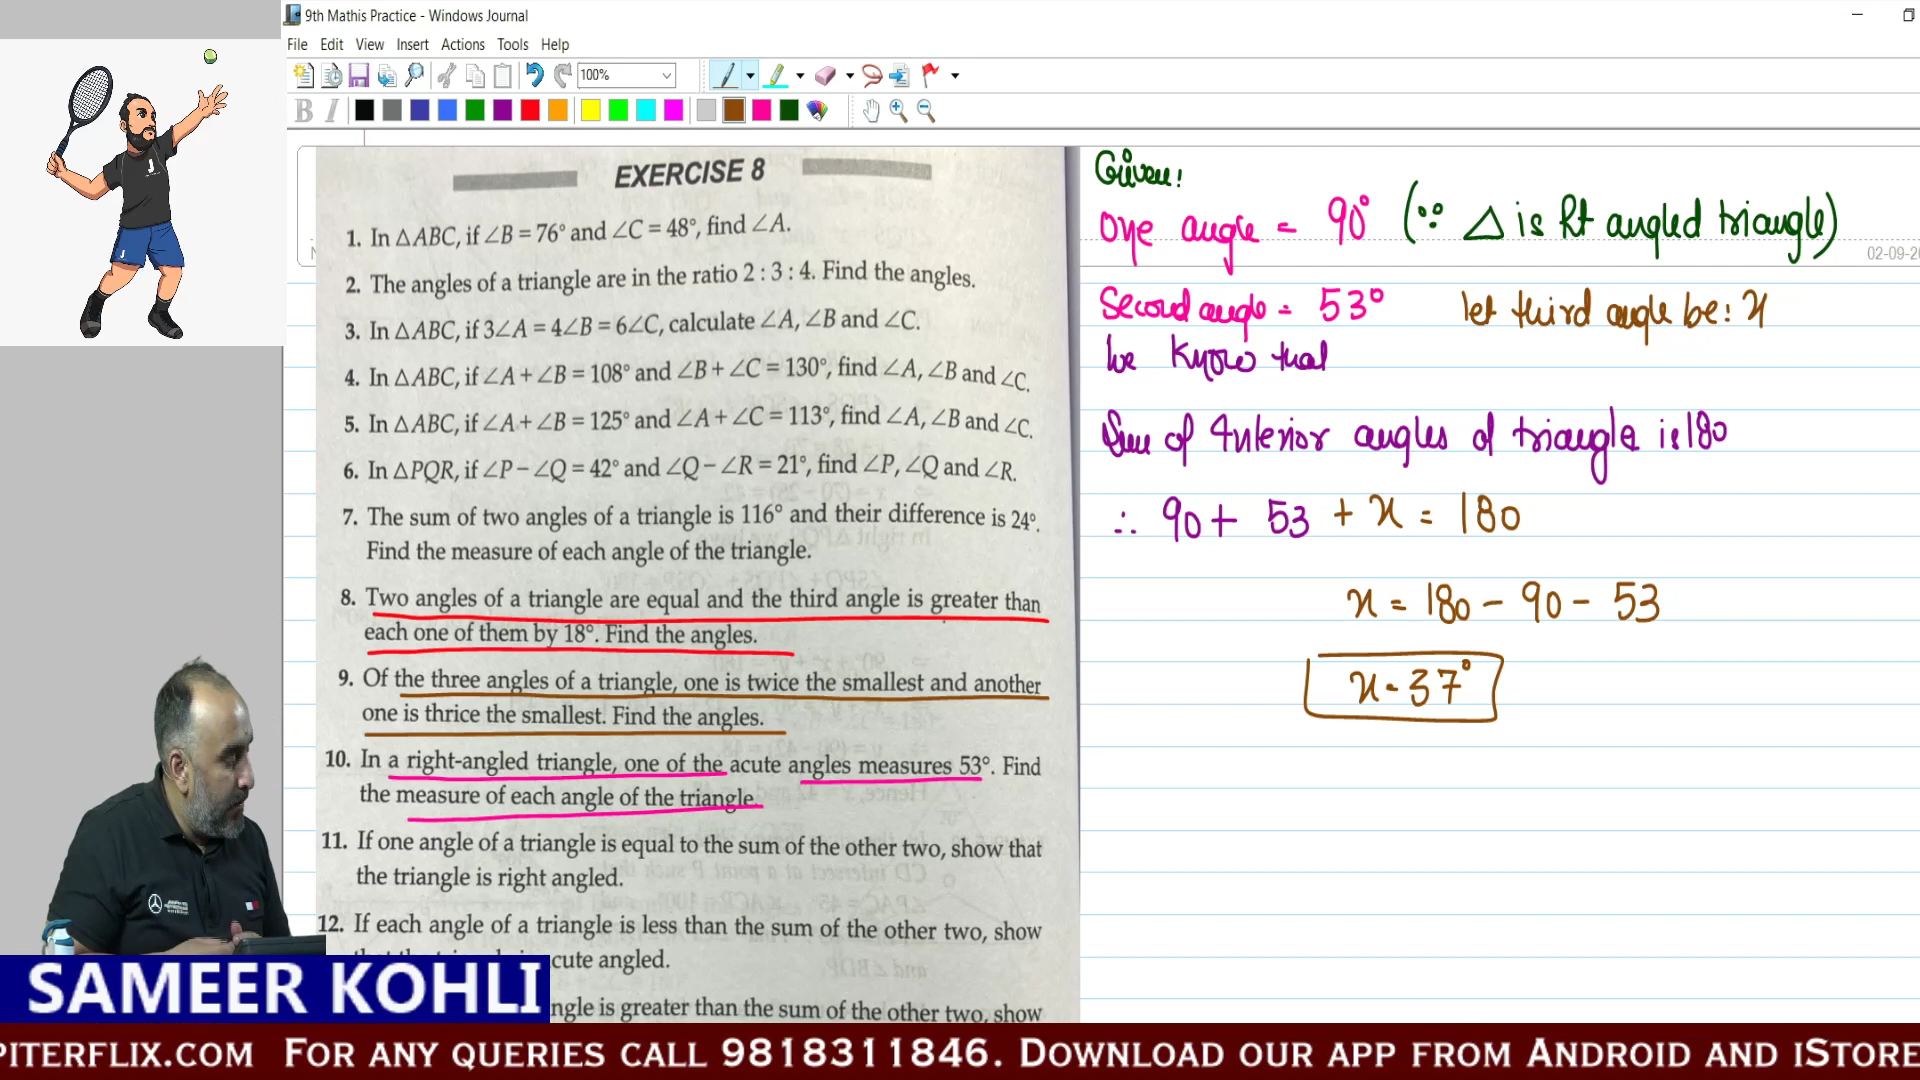 9th Mathis Practice - Windows Journal
File Edit View Insert Actions Tools Help
100%
EXERCISE 8
1. In △ABC, if ∠B = 76° and ∠C = 48°, find ∠A.
2. The angles of a triangle are in the ratio 2 : 3 : 4. Find the angles.
3. In △ABC, if 3∠A = 4∠B = 6∠C, calculate ∠A, ∠B and ∠C.
4. In △ABC, if ∠A + ∠B = 108° and ∠B + ∠C = 130°, find ∠A, ∠B and ∠C.
5. In △ABC, if ∠A + ∠B = 125° and ∠A + ∠C = 113°, find ∠A, ∠B and ∠C.
6. In △PQR, if ∠P − ∠Q = 42° and ∠Q − ∠R = 21°, find ∠P, ∠Q and ∠R.
7. The sum of two angles of a triangle is 116° and their difference is 24°.
Find the measure of each angle of the triangle.
8. Two angles of a triangle are equal and the third angle is greater than
each one of them by 18°. Find the angles.
9. Of the three angles of a triangle, one is twice the smallest and another
one is thrice the smallest. Find the angles.
10. In a right-angled triangle, one of the acute angles measures 53°. Find
the measure of each angle of the triangle.
11. If one angle of a triangle is equal to the sum of the other two, show that
the triangle is right angled.
12. If each angle of a triangle is less than the sum of the other two, show
cute angled.
ngle is greater than the sum of the other two, show
Given:
One angle = 90° (∵ △ is Rt angled triangle)
02-09-20
Second angle = 53° let third angle be: x
We Know that
Sum of Interior angles of triangle is 180
∴ 90 + 53 + x = 180
x = 180 - 90 - 53
x = 37°
SAMEER KOHLI
PITERFLIX.COM FOR ANY QUERIES CALL 9818311846. DOWNLOAD OUR APP FROM ANDROID AND ISTORE